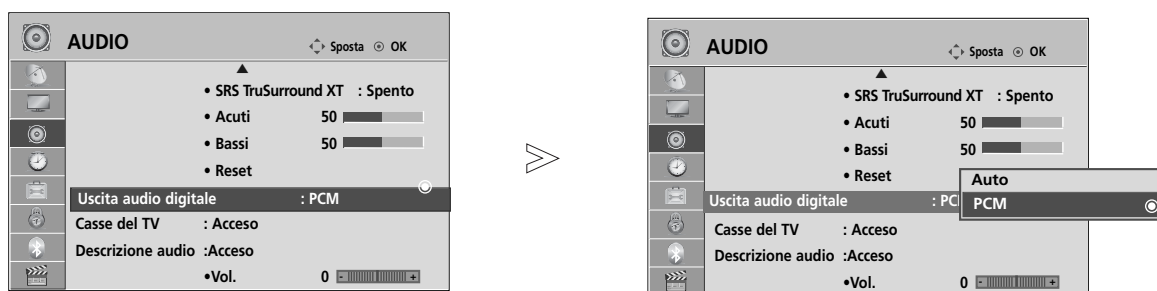 AUDIO
Sposta OK
• SRS TruSurround XT : Spento
• Acuti 50
• Bassi 50
• Reset
Uscita audio digitale : PCM
Casse del TV : Acceso
Descrizione audio :Acceso
•Vol. 0 - +
AUDIO
Sposta OK
• SRS TruSurround XT : Spento
• Acuti 50
• Bassi 50
• Reset
Auto
Uscita audio digitale : PC
PCM
Casse del TV : Acceso
Descrizione audio :Acceso
•Vol. 0 - +